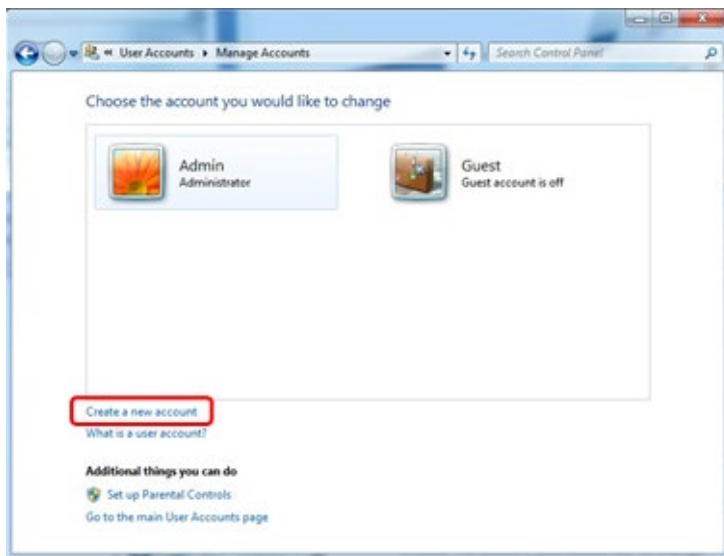 « User Accounts ▸ Manage Accounts
Search Control Panel
Choose the account you would like to change
Admin
Administrator
Guest
Guest account is off
Create a new account
What is a user account?
Additional things you can do
Set up Parental Controls
Go to the main User Accounts page